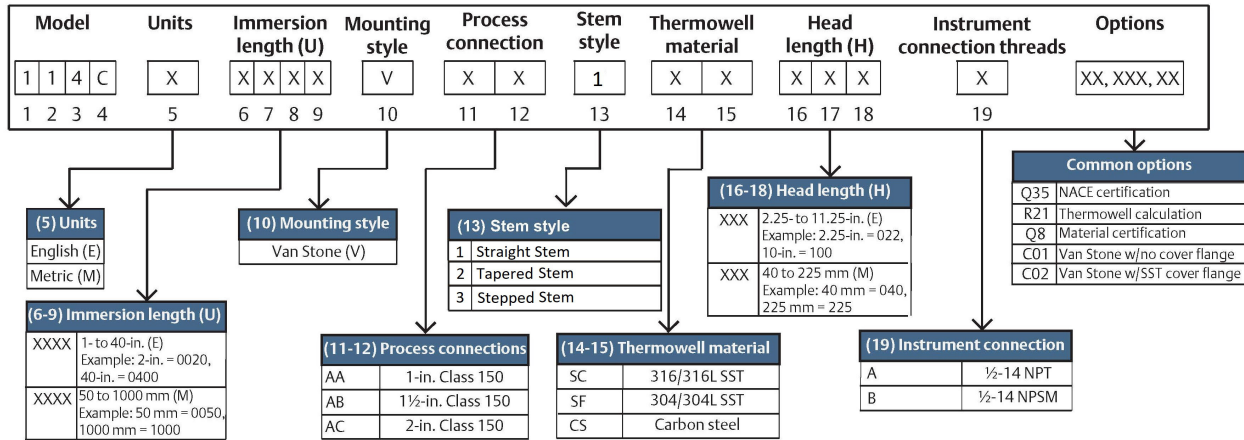 Model Units Immersion length (U) Mounting style Process connection Stem style Thermowell material Head length (H) Instrument connection threads Options
1 1 4 C X X X X X V X X 1 X X X X X X XX, XXX, XX
1 2 3 4 5 6 7 8 9 10 11 12 13 14 15 16 17 18 19
(5) Units
English (E)
Metric (M)
(6-9) Immersion length (U)
XXXX 1- to 40-in. (E)
Example: 2-in. = 0020,
40-in. = 0400
XXXX 50 to 1000 mm (M)
Example: 50 mm = 0050,
1000 mm = 1000
(10) Mounting style
Van Stone (V)
(11-12) Process connections
AA 1-in. Class 150
AB 1½-in. Class 150
AC 2-in. Class 150
(13) Stem style
1 Straight Stem
2 Tapered Stem
3 Stepped Stem
(14-15) Thermowell material
SC 316/316L SST
SF 304/304L SST
CS Carbon steel
(16-18) Head length (H)
XXX 2.25- to 11.25-in. (E)
Example: 2.25-in. = 022,
10-in. = 100
XXX 40 to 225 mm (M)
Example: 40 mm = 040,
225 mm = 225
(19) Instrument connection
A ½-14 NPT
B ½-14 NPSM
Common options
Q35 NACE certification
R21 Thermowell calculation
Q8 Material certification
C01 Van Stone w/no cover flange
C02 Van Stone w/SST cover flange